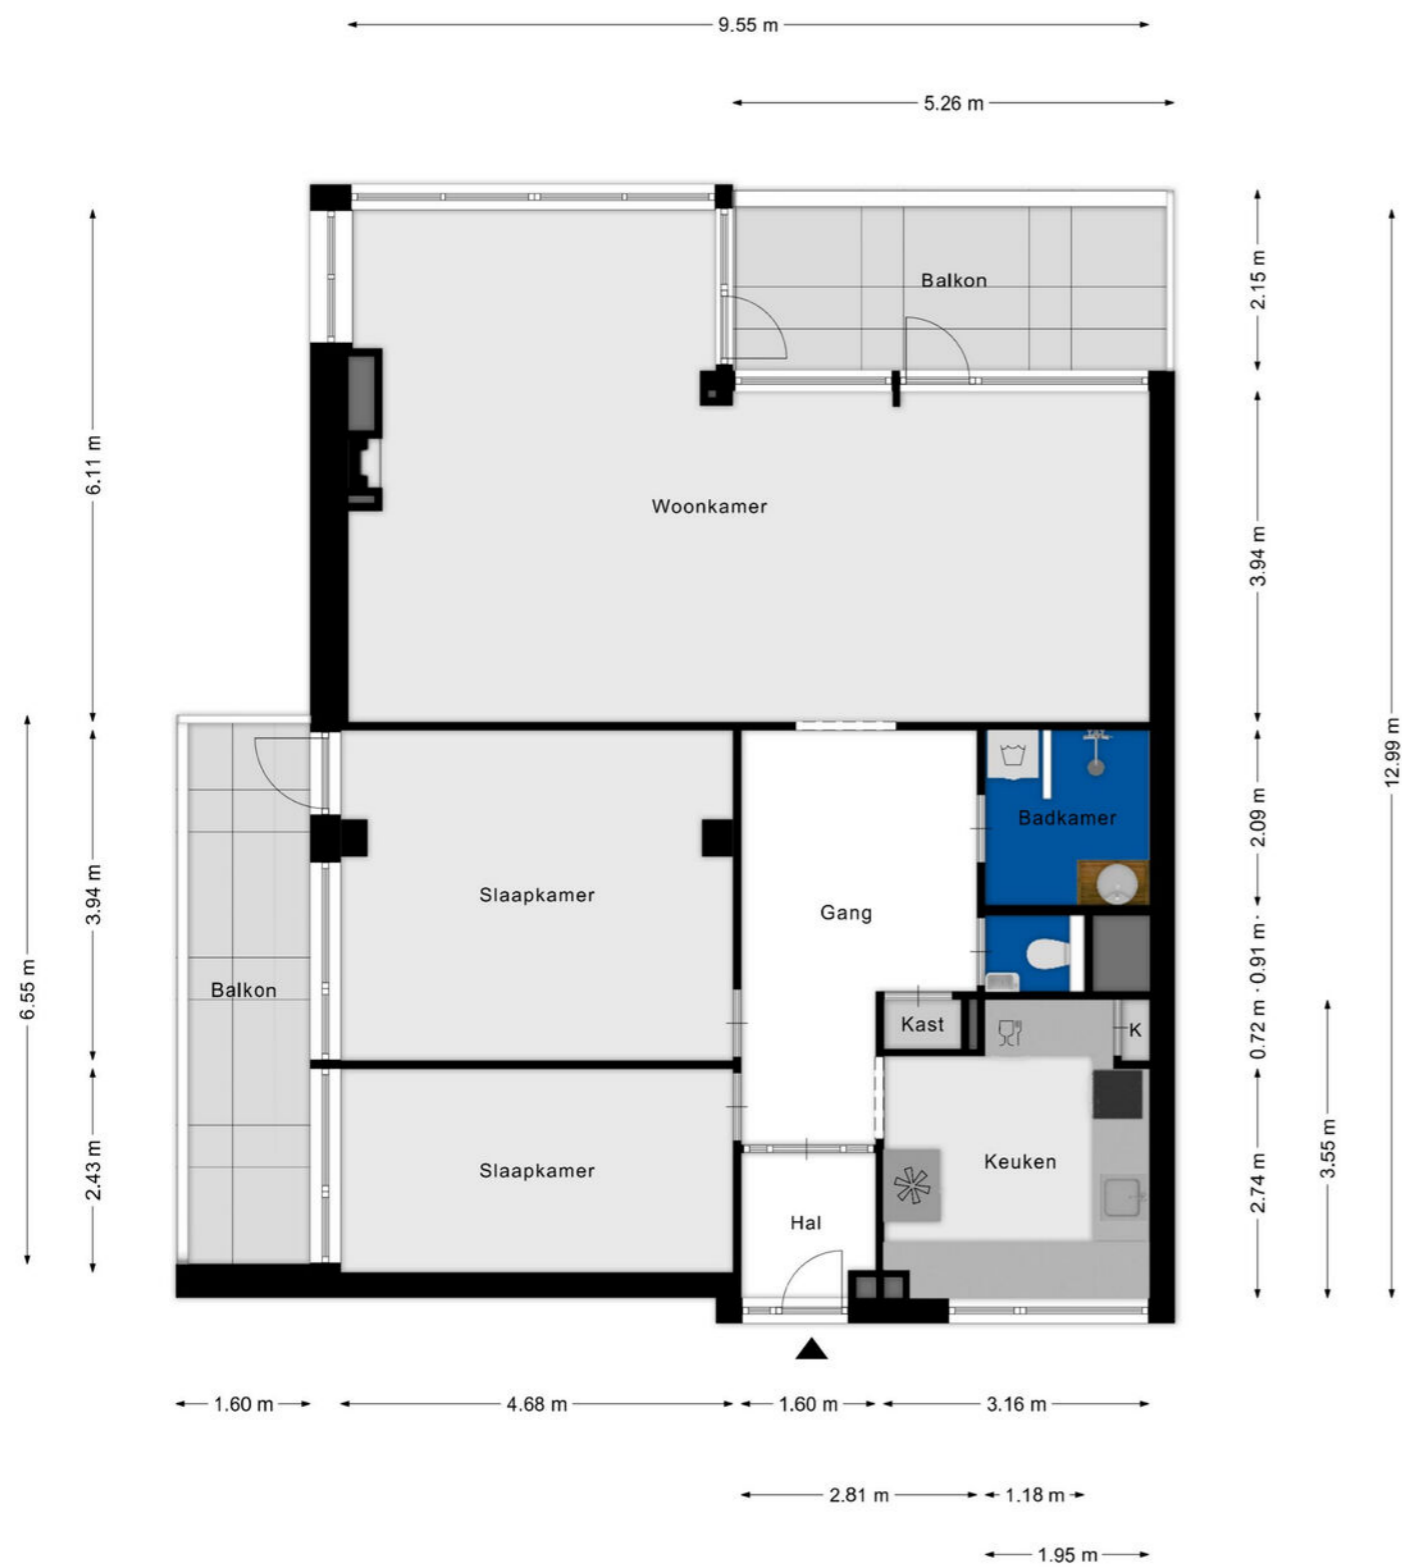 9.55 m
5.26 m
Balkon
2.15 m
6.11 m
Woonkamer
3.94 m
12.99 m
Badkamer
2.09 m
Slaapkamer
3.94 m
Gang
0.91 m
Balkon
6.55 m
Kast
K
0.72 m
Keuken
Slaapkamer
2.43 m
2.74 m
3.55 m
Hal
1.60 m
4.68 m
1.60 m
3.16 m
2.81 m
1.18 m
1.95 m